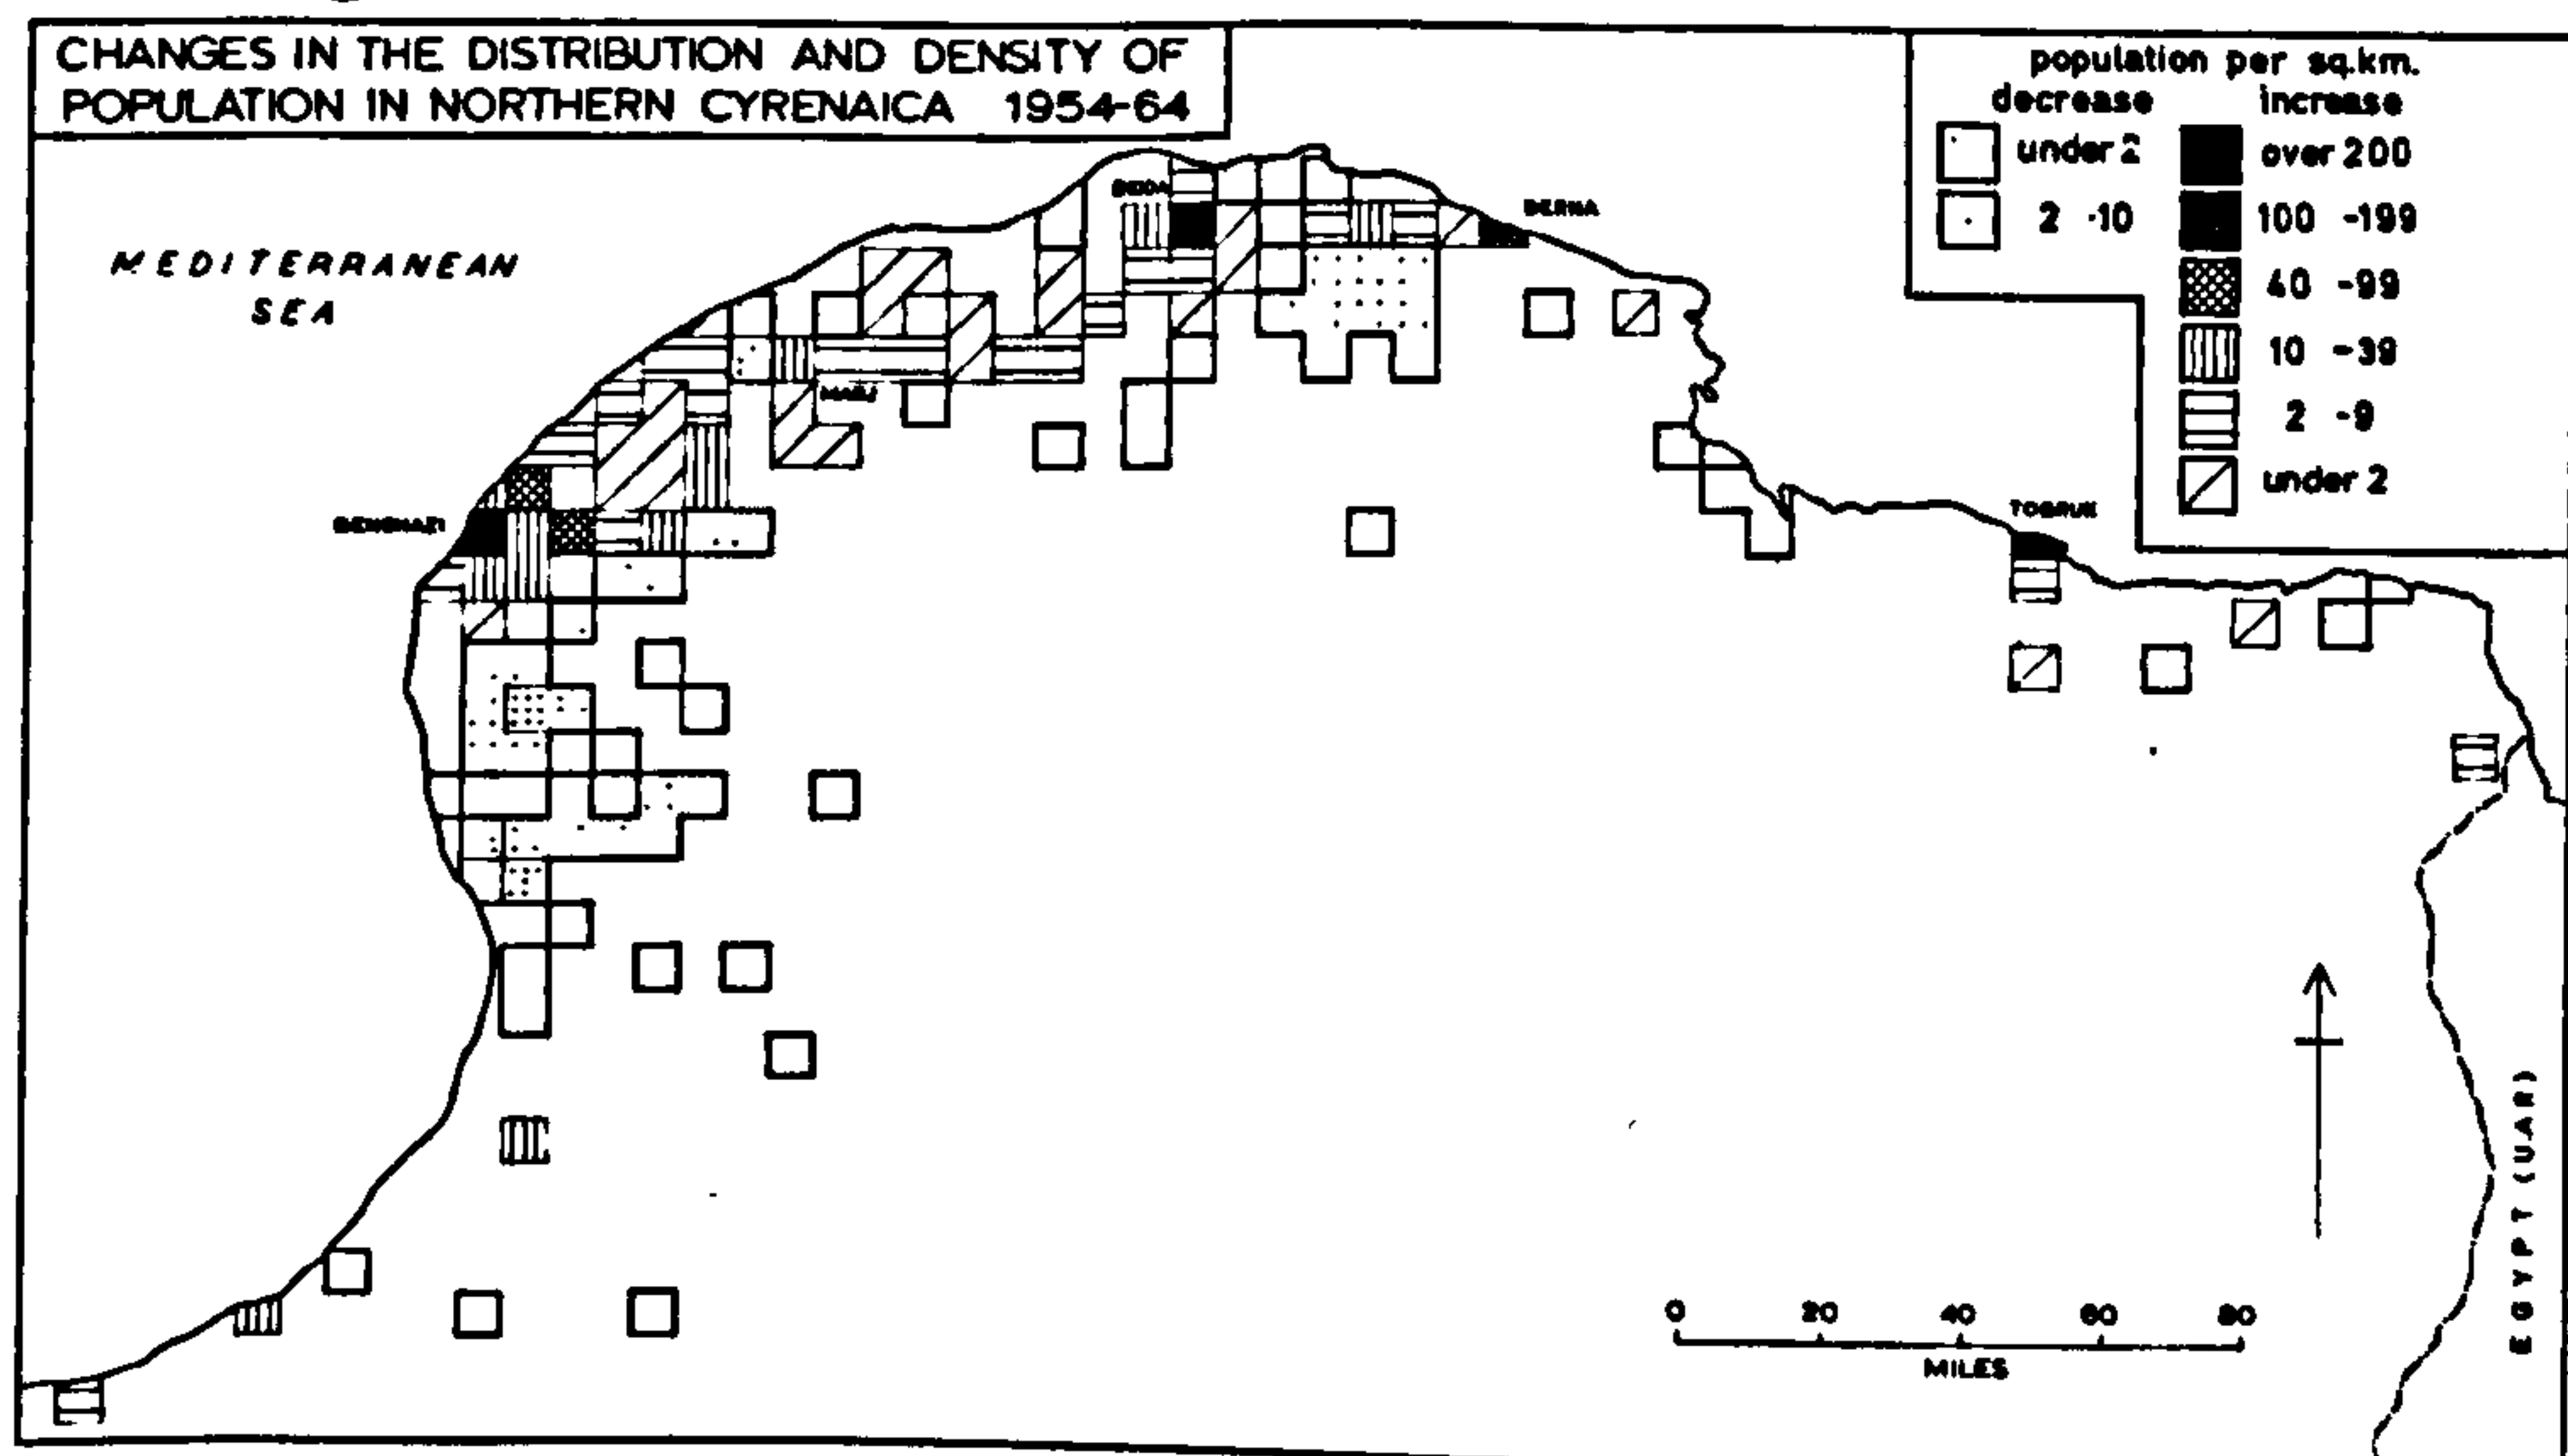 CHANGES IN THE DISTRIBUTION AND DENSITY OF
POPULATION IN NORTHERN CYRENAICA 1954-64
population per sq.km.
decrease increase
under 2 over 200
2 -10 100 -199
40 -99
10 -39
2 -9
under 2
MEDITERRANEAN
SEA
BEIDA
DERNA
MARJ
BENGHAZI
TOBRUK
EGYPT (UAR)
0 20 40 60 80
MILES